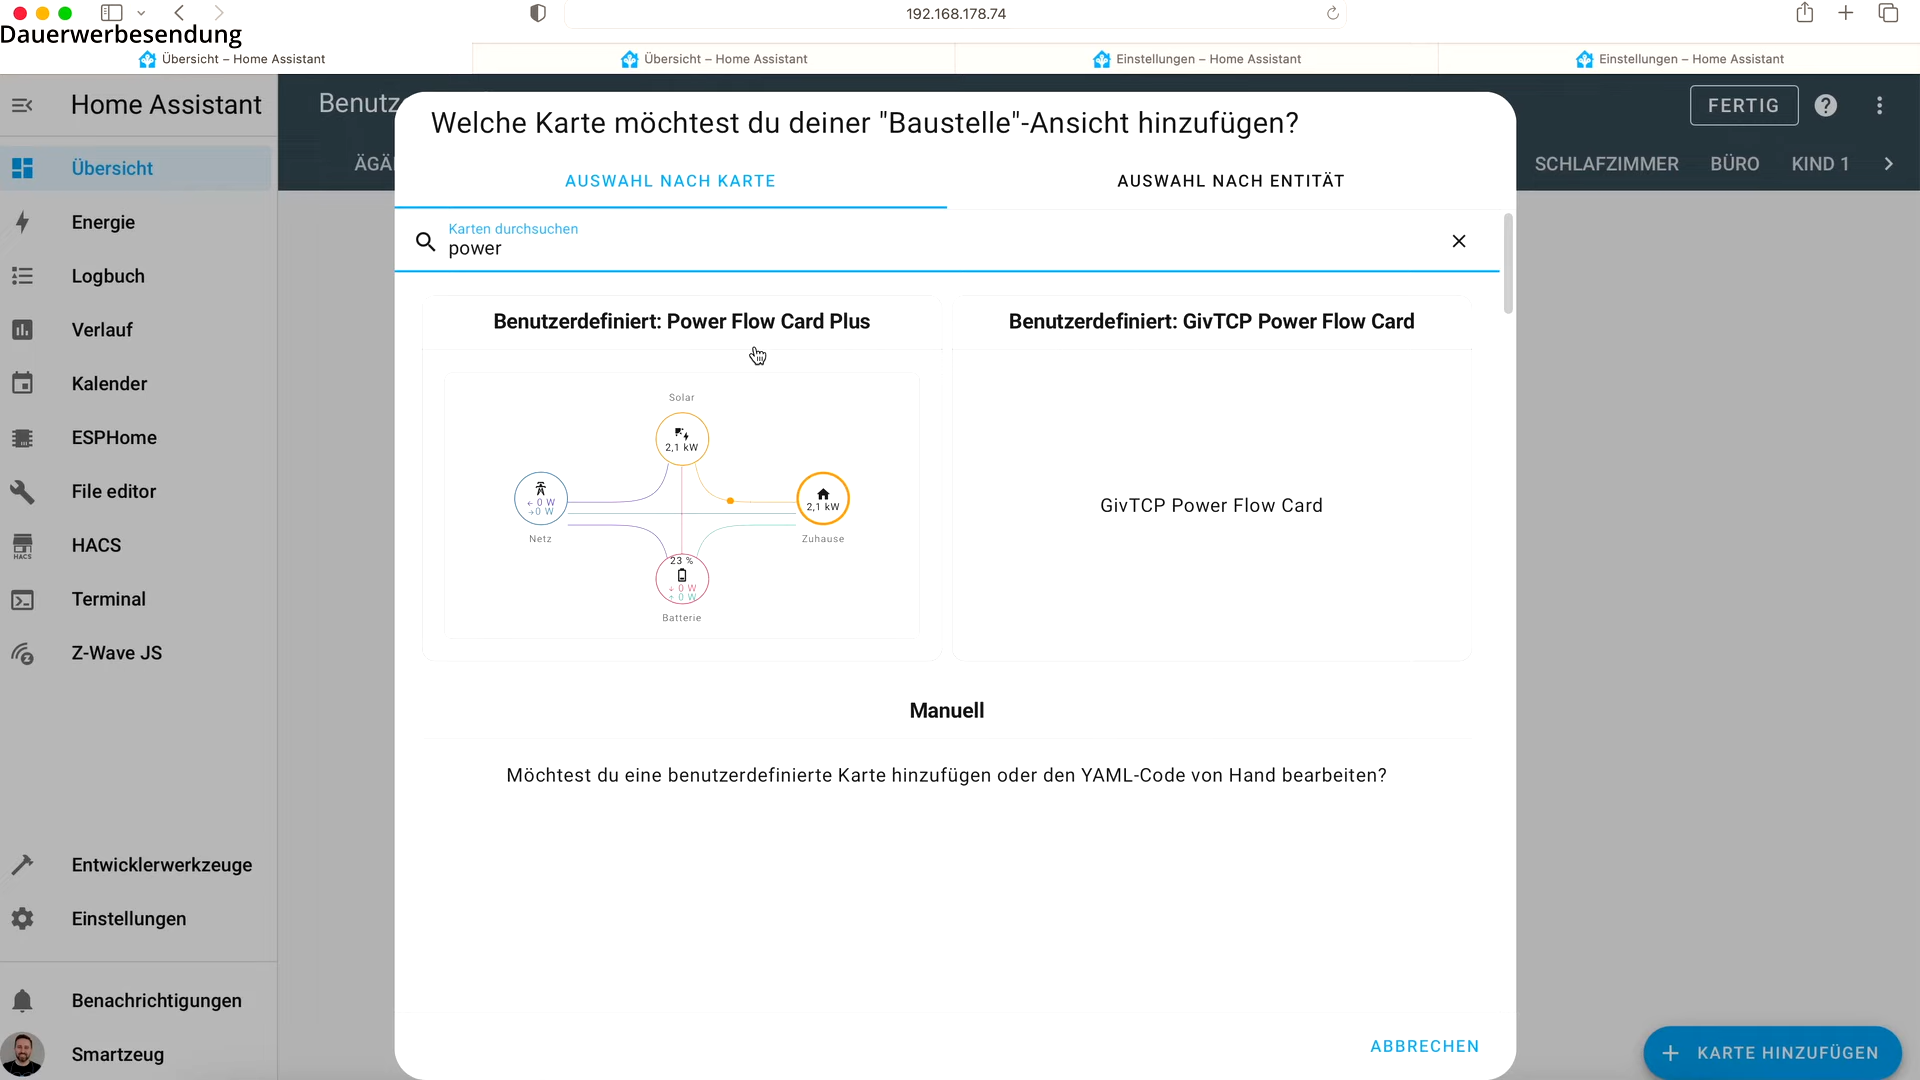 192.168.178.74
Dauerwerbesendung
Übersicht – Home Assistant
Übersicht – Home Assistant
Einstellungen – Home Assistant
Einstellungen – Home Assistant
Home Assistant
Benutz
FERTIG
ÄGÄ
SCHLAFZIMMER
BÜRO
KIND 1
Übersicht
Energie
Logbuch
Verlauf
Kalender
ESPHome
File editor
HACS
HACS
Terminal
Z-Wave JS
Entwicklerwerkzeuge
Einstellungen
Benachrichtigungen
Smartzeug
Welche Karte möchtest du deiner "Baustelle"-Ansicht hinzufügen?
AUSWAHL NACH KARTE
AUSWAHL NACH ENTITÄT
Karten durchsuchen
power
Benutzerdefiniert: Power Flow Card Plus
Benutzerdefiniert: GivTCP Power Flow Card
Solar
2,1 kW
← 0 W
→0 W
Netz
2,1 kW
Zuhause
23 %
↓ 0 W
↑ 0 W
Batterie
GivTCP Power Flow Card
Manuell
Möchtest du eine benutzerdefinierte Karte hinzufügen oder den YAML-Code von Hand bearbeiten?
ABBRECHEN
+ KARTE HINZUFÜGEN